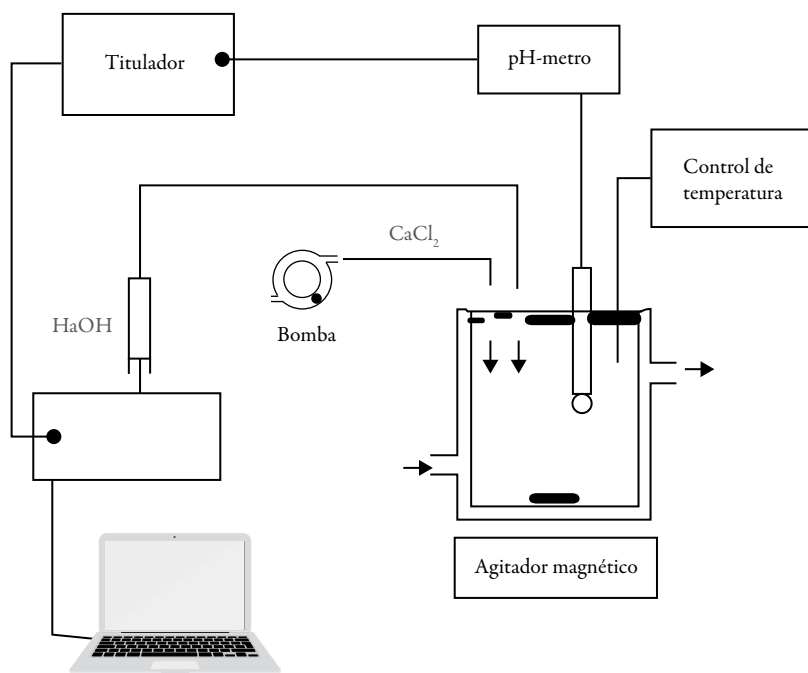 Titulador
pH-metro
Control de
temperatura
CaCl₂
HaOH
Bomba
Agitador magnético